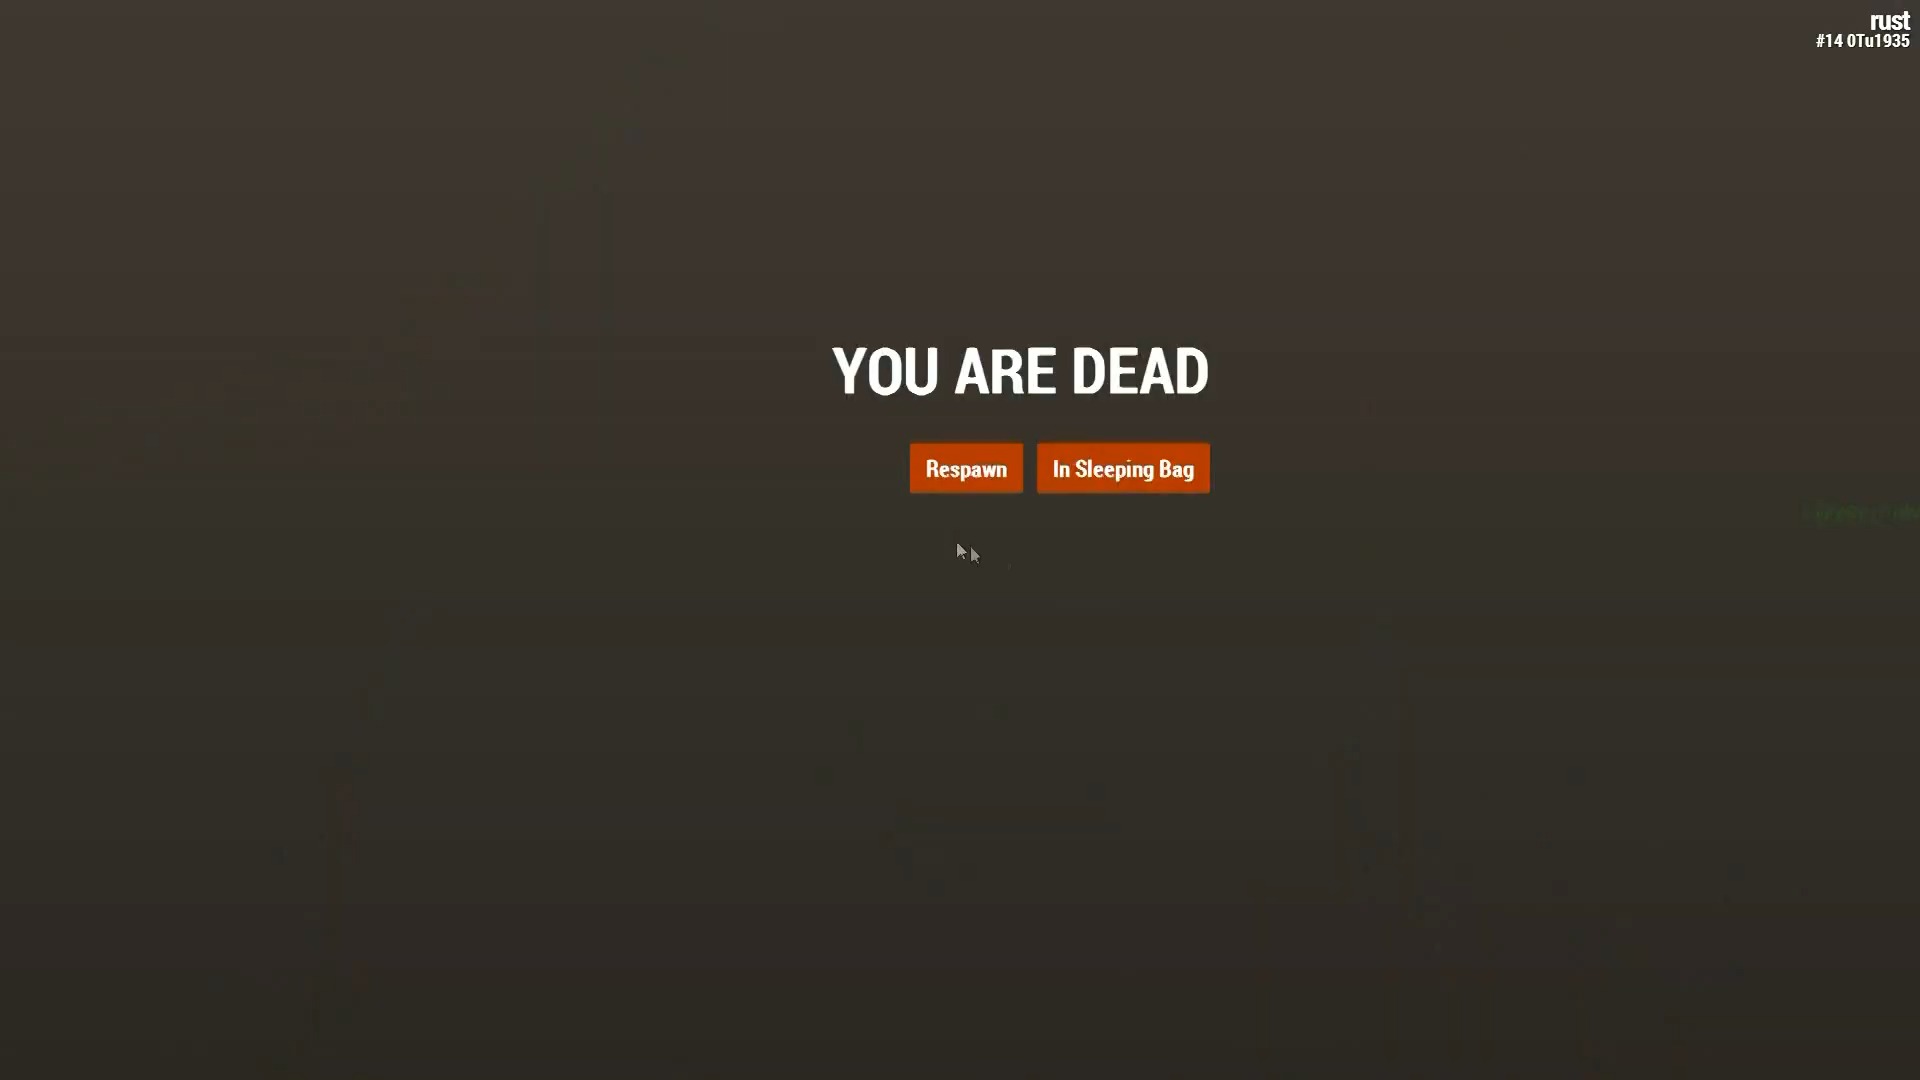 rust
#14 0Tu1935
YOU ARE DEAD
Respawn
In Sleeping Bag